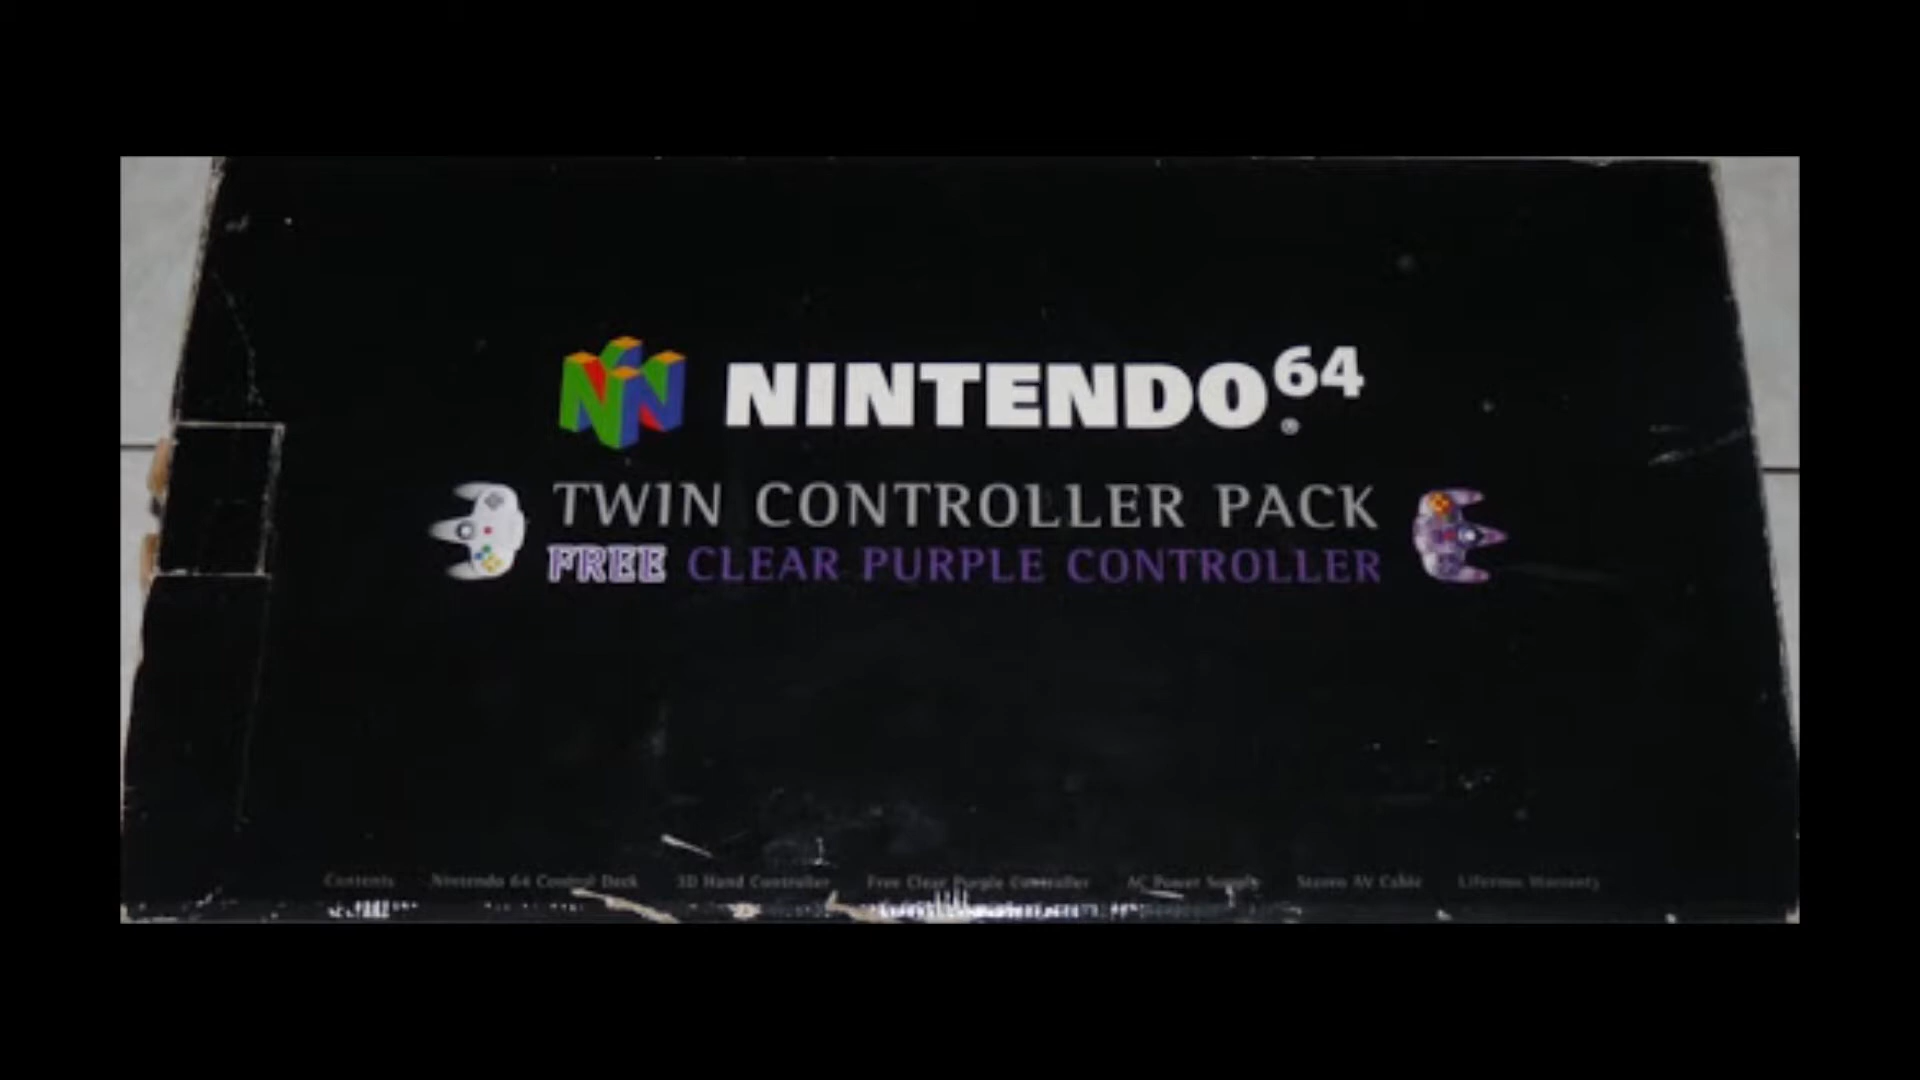 NINTENDO64
®
TWIN CONTROLLER PACK
FREE CLEAR PURPLE CONTROLLER
Contents Nintendo 64 Control Deck 3D Hand Controller Free Clear Purple Controller AC Power Supply Stereo AV Cable Lifetime Warranty